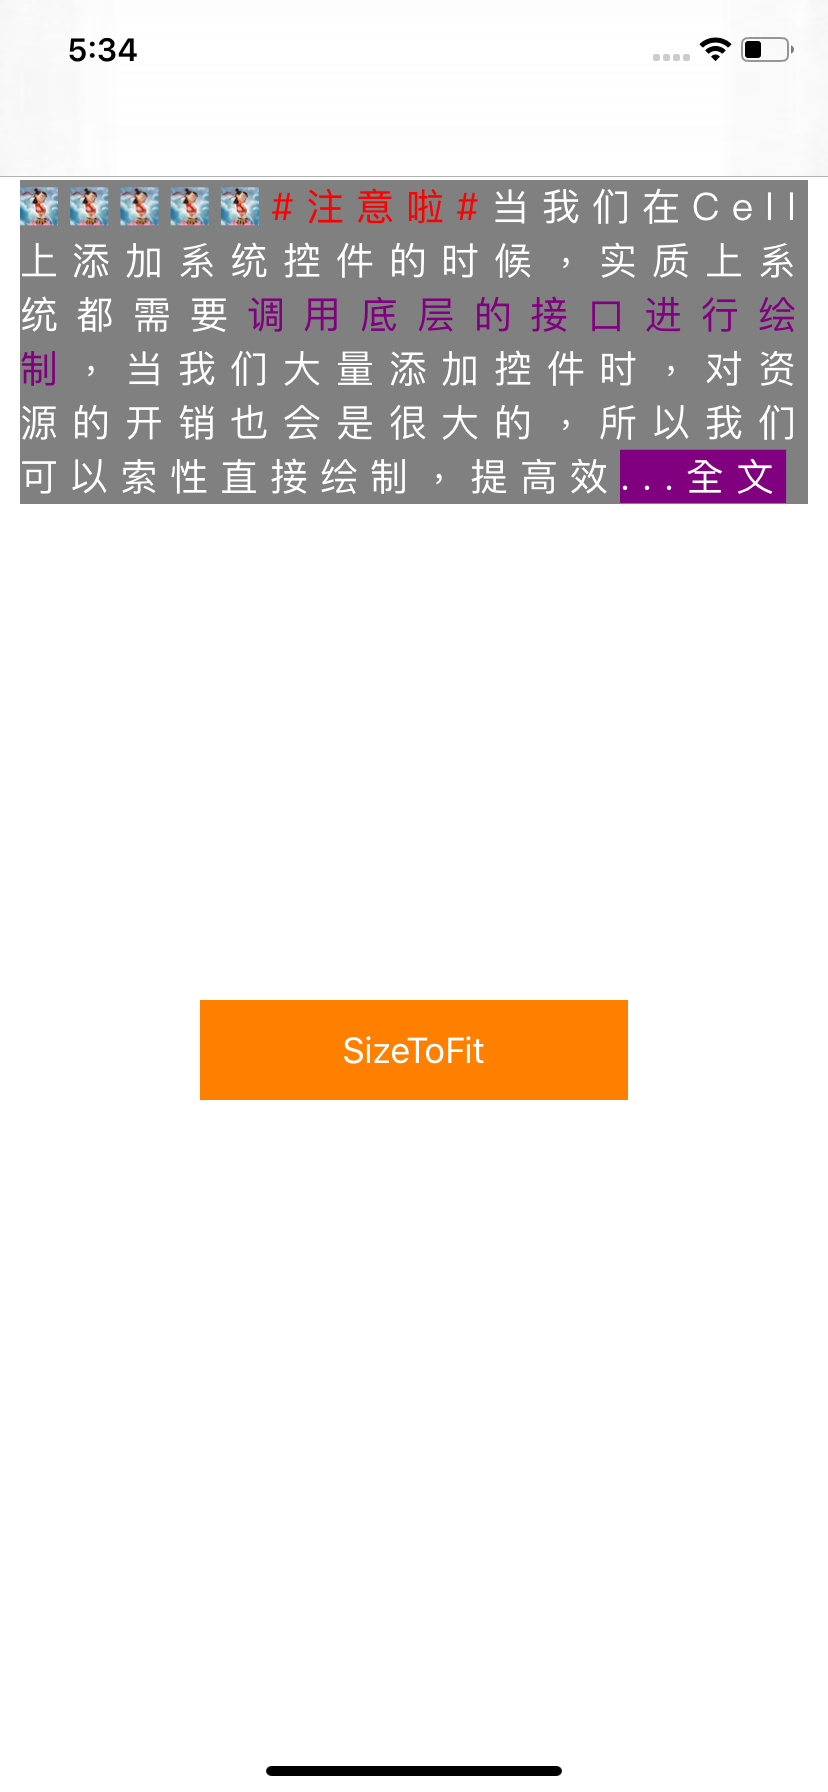 5:34
#注意啦#当我们在Cell
上添加系统控件的时候，实质上系
统都需要调用底层的接口进行绘
制，当我们大量添加控件时，对资
源的开销也会是很大的，所以我们
可以索性直接绘制，提高效...全文
SizeToFit